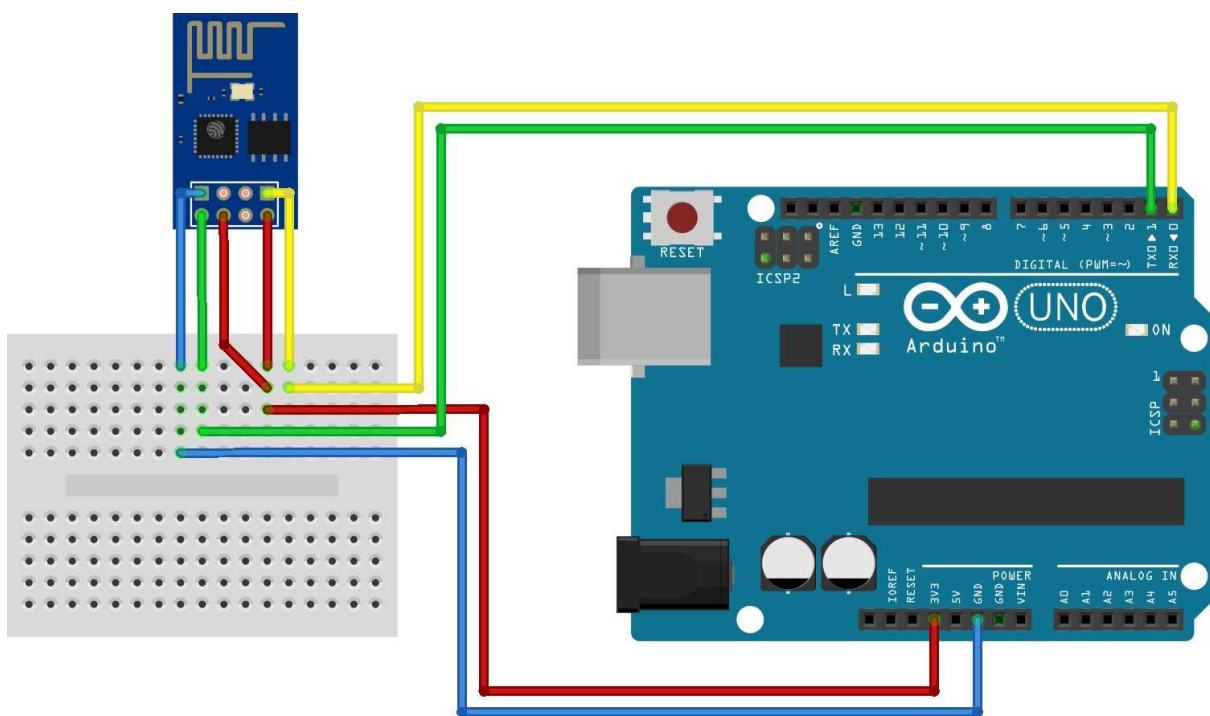 RESET
ICSP2
AREF
GND
13
12
~11
~10
~9
8
7
~6
~5
4
~3
2
TX0 ▶ 1
RX0 ◀ 0
DIGITAL (PWM=~)
L
TX
RX
UNO
ON
Arduino™
1
ICSP
POWER
ANALOG IN
IOREF
RESET
3V3
5V
GND
GND
VIN
A0
A1
A2
A3
A4
A5